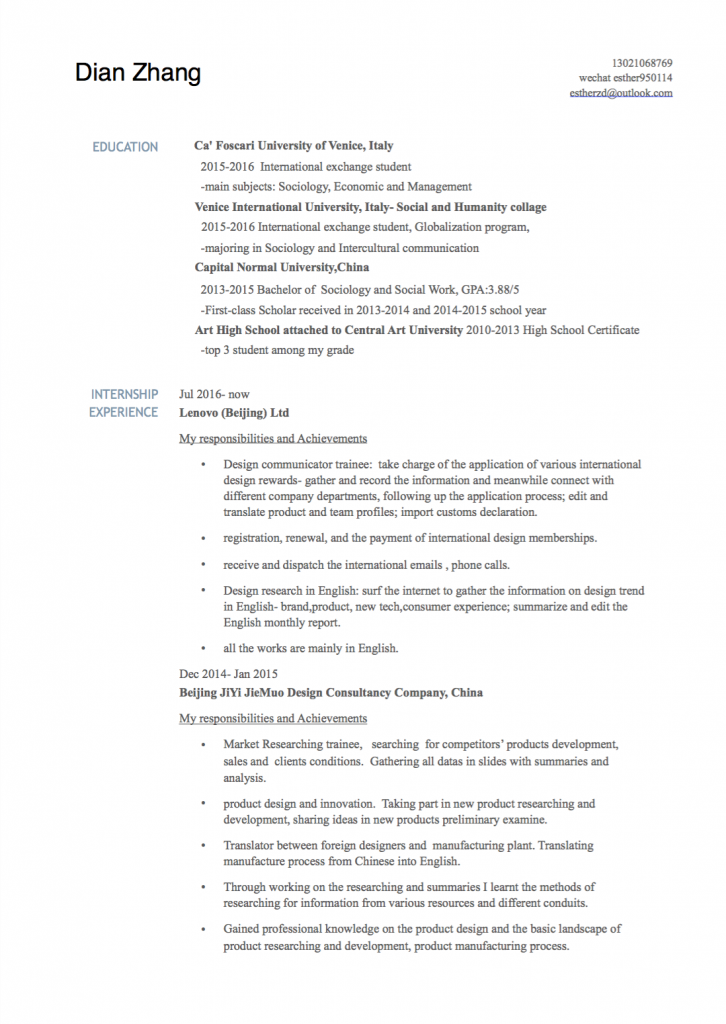 Dian Zhang
13021068769
wechat esther950114
estherzd@outlook.com
EDUCATION
Ca' Foscari University of Venice, Italy
2015-2016 International exchange student
-main subjects: Sociology, Economic and Management
Venice International University, Italy- Social and Humanity collage
2015-2016 International exchange student, Globalization program,
-majoring in Sociology and Intercultural communication
Capital Normal University,China
2013-2015 Bachelor of Sociology and Social Work, GPA:3.88/5
-First-class Scholar received in 2013-2014 and 2014-2015 school year
Art High School attached to Central Art University 2010-2013 High School Certificate
-top 3 student among my grade
INTERNSHIP
EXPERIENCE
Jul 2016- now
Lenovo (Beijing) Ltd
My responsibilities and Achievements
• Design communicator trainee: take charge of the application of various international
design rewards- gather and record the information and meanwhile connect with
different company departments, following up the application process; edit and
translate product and team profiles; import customs declaration.
• registration, renewal, and the payment of international design memberships.
• receive and dispatch the international emails , phone calls.
• Design research in English: surf the internet to gather the information on design trend
in English- brand,product, new tech,consumer experience; summarize and edit the
English monthly report.
• all the works are mainly in English.
Dec 2014- Jan 2015
Beijing JiYi JieMuo Design Consultancy Company, China
My responsibilities and Achievements
• Market Researching trainee, searching for competitors' products development,
sales and clients conditions. Gathering all datas in slides with summaries and
analysis.
• product design and innovation. Taking part in new product researching and
development, sharing ideas in new products preliminary examine.
• Translator between foreign designers and manufacturing plant. Translating
manufacture process from Chinese into English.
• Through working on the researching and summaries I learnt the methods of
researching for information from various resources and different conduits.
• Gained professional knowledge on the product design and the basic landscape of
product researching and development, product manufacturing process.